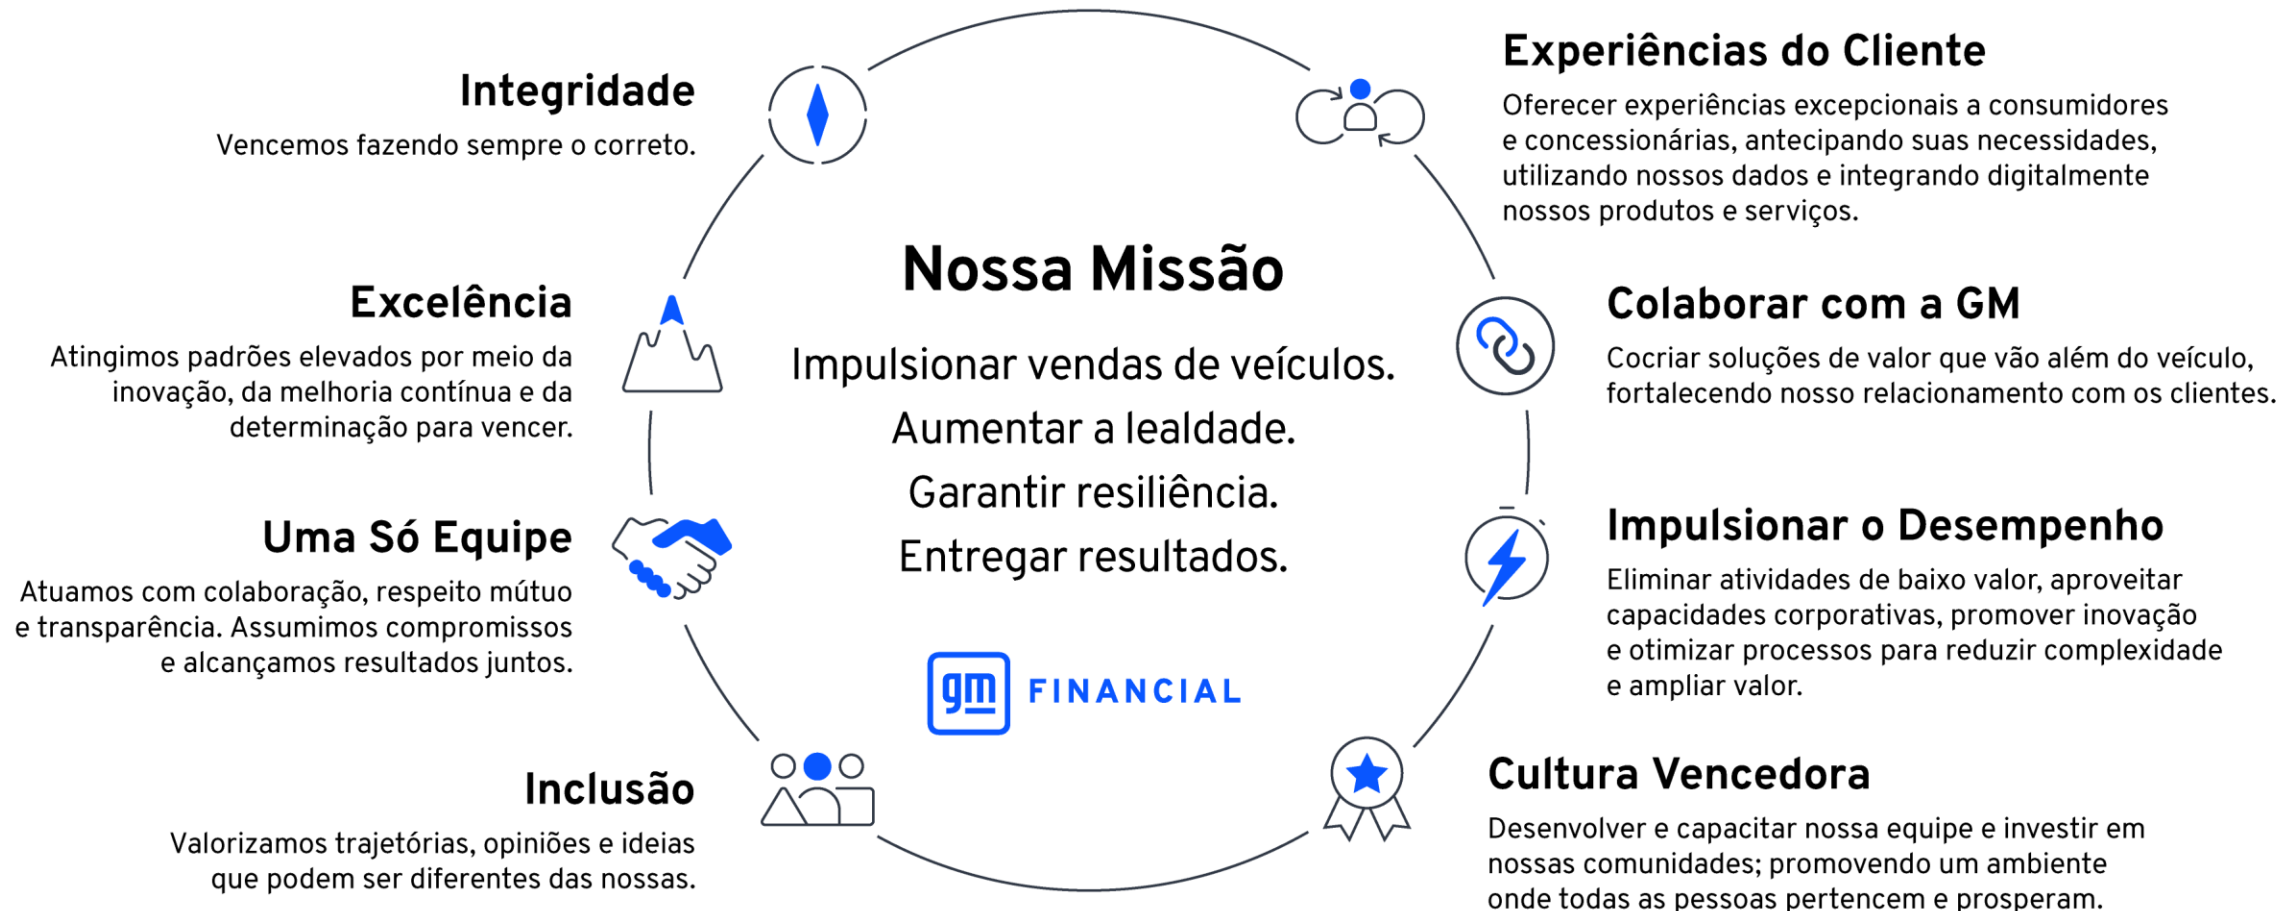 Integridade
Vencemos fazendo sempre o correto.
Excelência
Atingimos padrões elevados por meio da
inovação, da melhoria contínua e da
determinação para vencer.
Uma Só Equipe
Atuamos com colaboração, respeito mútuo
e transparência. Assumimos compromissos
e alcançamos resultados juntos.
Inclusão
Valorizamos trajetórias, opiniões e ideias
que podem ser diferentes das nossas.
Nossa Missão
Impulsionar vendas de veículos.
Aumentar a lealdade.
Garantir resiliência.
Entregar resultados.
gm FINANCIAL
Experiências do Cliente
Oferecer experiências excepcionais a consumidores
e concessionárias, antecipando suas necessidades,
utilizando nossos dados e integrando digitalmente
nossos produtos e serviços.
Colaborar com a GM
Cocriar soluções de valor que vão além do veículo,
fortalecendo nosso relacionamento com os clientes.
Impulsionar o Desempenho
Eliminar atividades de baixo valor, aproveitar
capacidades corporativas, promover inovação
e otimizar processos para reduzir complexidade
e ampliar valor.
Cultura Vencedora
Desenvolver e capacitar nossa equipe e investir em
nossas comunidades; promovendo um ambiente
onde todas as pessoas pertencem e prosperam.